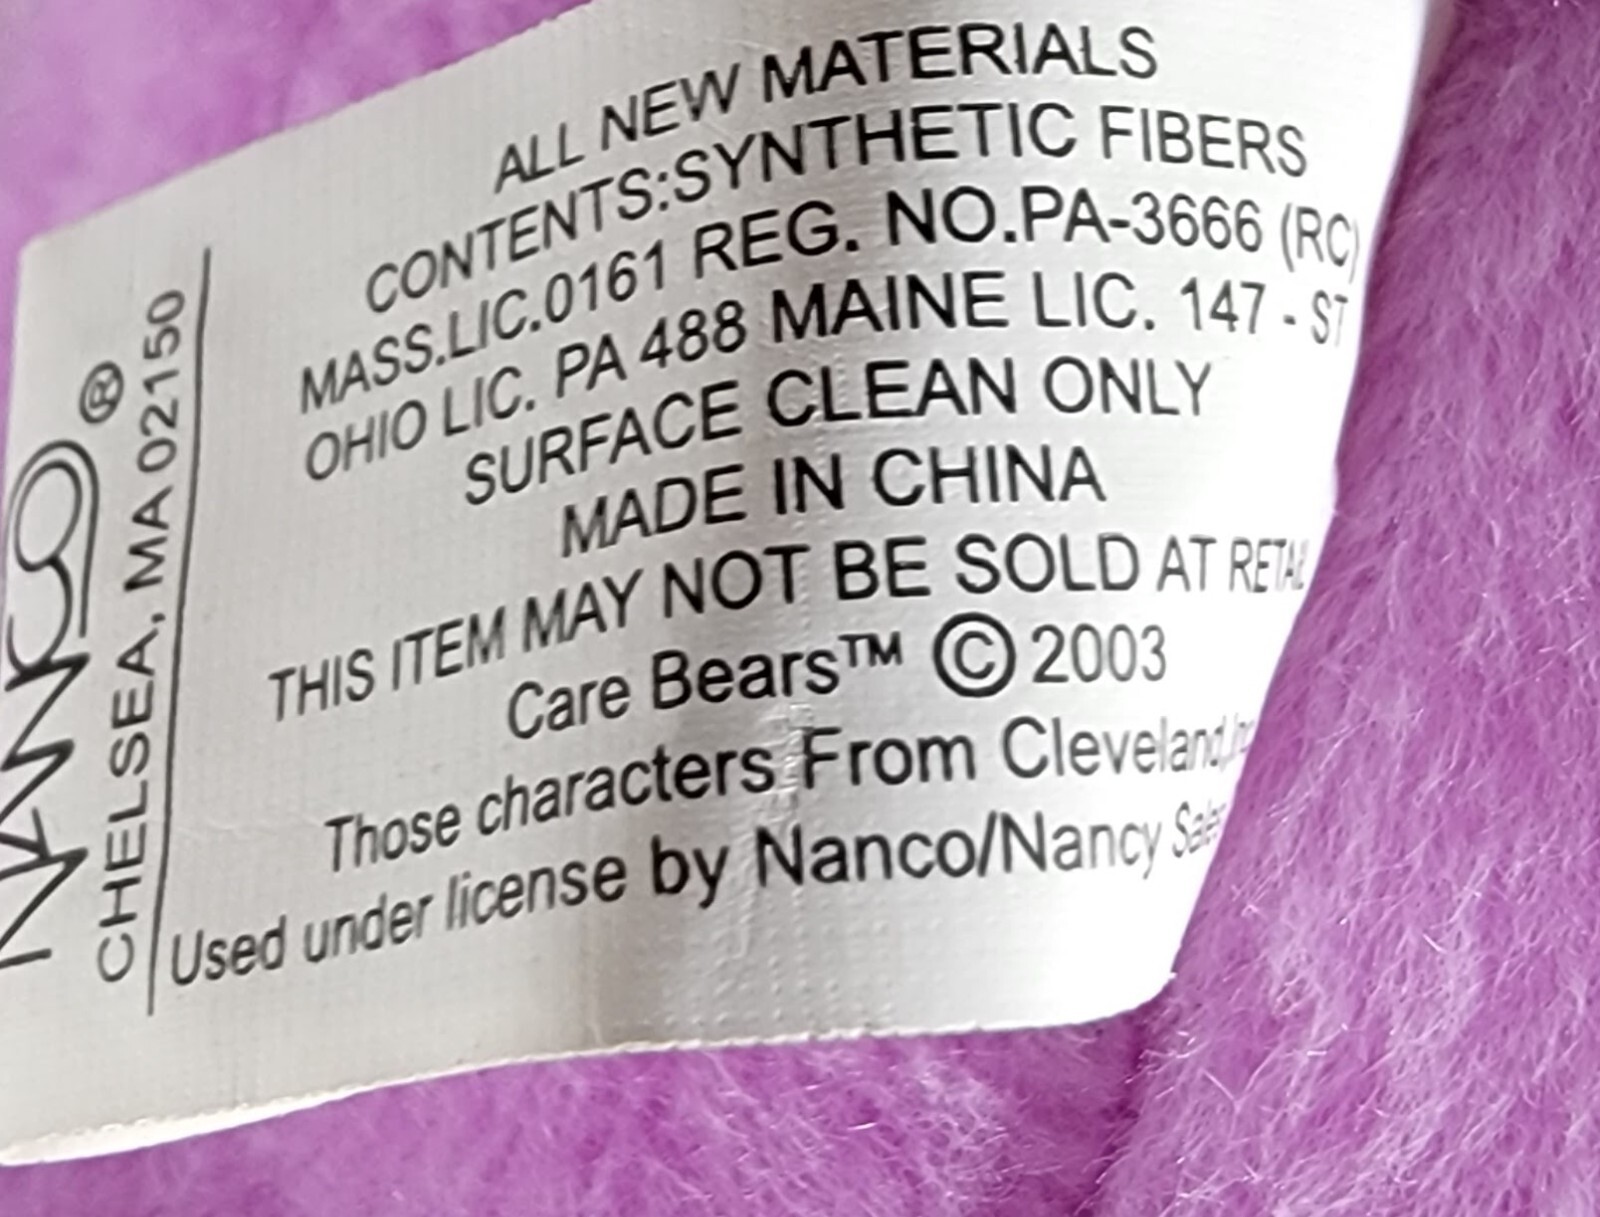 NANCO®
CHELSEA, MA 02150
ALL NEW MATERIALS
CONTENTS:SYNTHETIC FIBERS
MASS.LIC.0161 REG. NO.PA-3666 (RC)
OHIO LIC. PA 488 MAINE LIC. 147 - ST
SURFACE CLEAN ONLY
MADE IN CHINA
THIS ITEM MAY NOT BE SOLD AT RETAIL
Care Bears™ © 2003
Those characters From Cleveland,
Used under license by Nanco/Nancy Sales